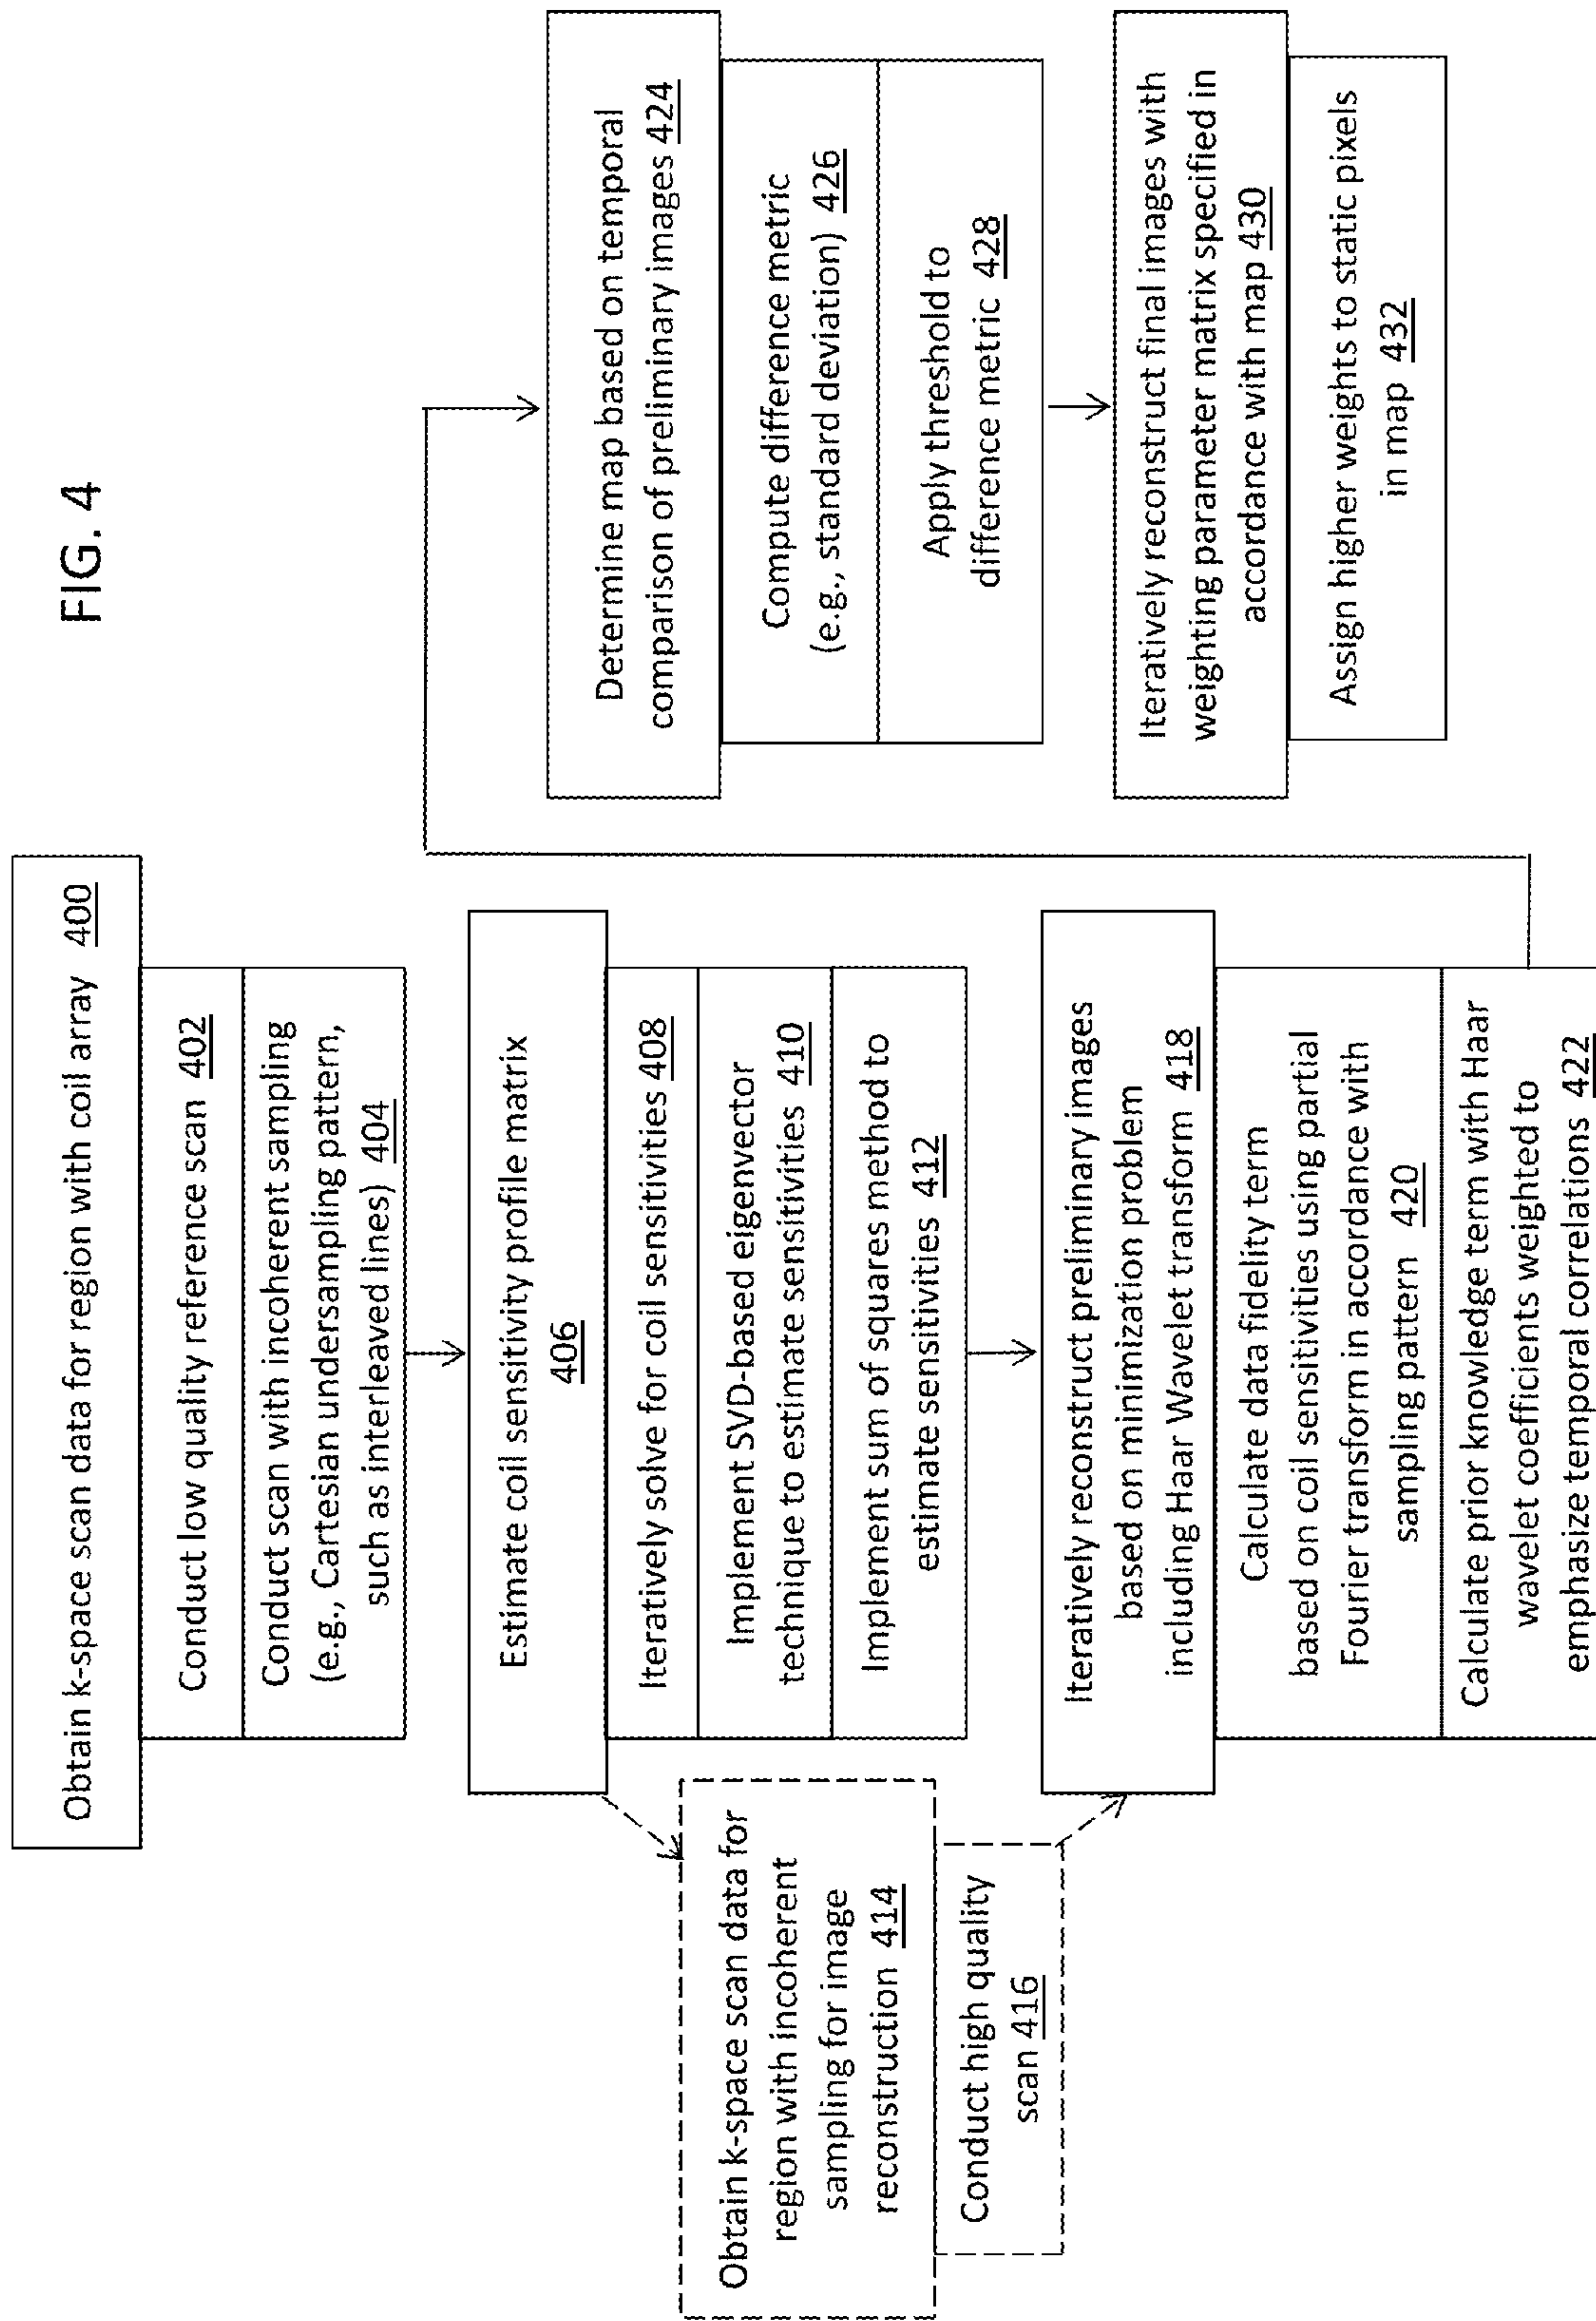 FIG. 4
Obtain k-space scan data for region with coil array 400
Conduct low quality reference scan 402
Conduct scan with incoherent sampling
(e.g., Cartesian undersampling pattern,
such as interleaved lines) 404
Estimate coil sensitivity profile matrix
406
Iteratively solve for coil sensitivities 408
Implement SVD-based eigenvector
technique to estimate sensitivities 410
Implement sum of squares method to
estimate sensitivities 412
Obtain k-space scan data for
region with incoherent
sampling for image
reconstruction 414
Conduct high quality
scan 416
Iteratively reconstruct preliminary images
based on minimization problem
including Haar Wavelet transform 418
Calculate data fidelity term
based on coil sensitivities using partial
Fourier transform in accordance with
sampling pattern 420
Calculate prior knowledge term with Haar
wavelet coefficients weighted to
emphasize temporal correlations 422
Determine map based on temporal
comparison of preliminary images 424
Compute difference metric
(e.g., standard deviation) 426
Apply threshold to
difference metric 428
Iteratively reconstruct final images with
weighting parameter matrix specified in
accordance with map 430
Assign higher weights to static pixels
in map 432